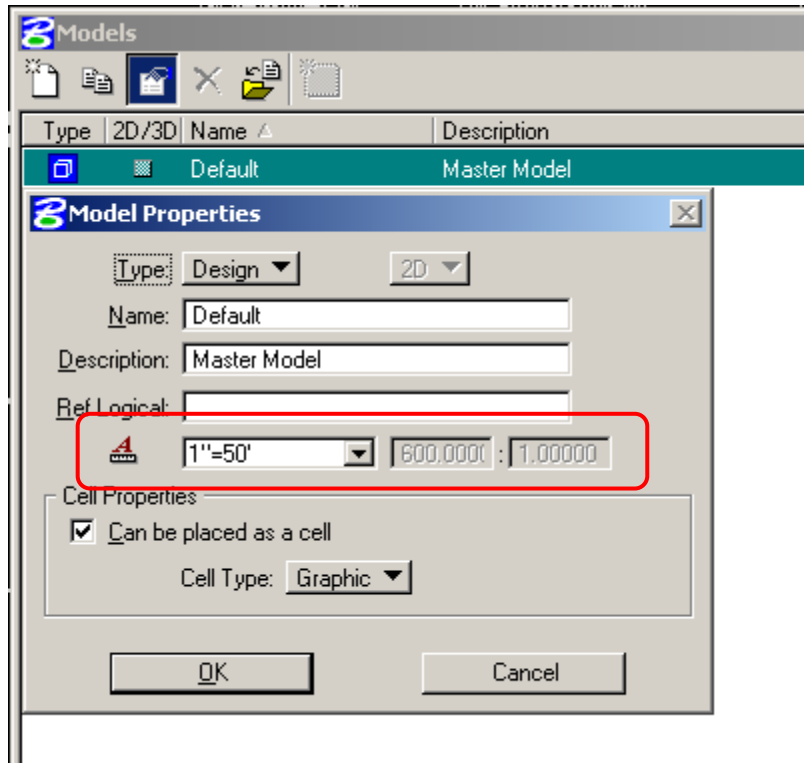 Models
Type 2D/3D Name Description
Default Master Model
Model Properties
Type: Design 2D
Name: Default
Description: Master Model
Ref Logical:
A 1"=50' 600.000( : 1.00000
Cell Properties
Can be placed as a cell
Cell Type: Graphic
OK Cancel